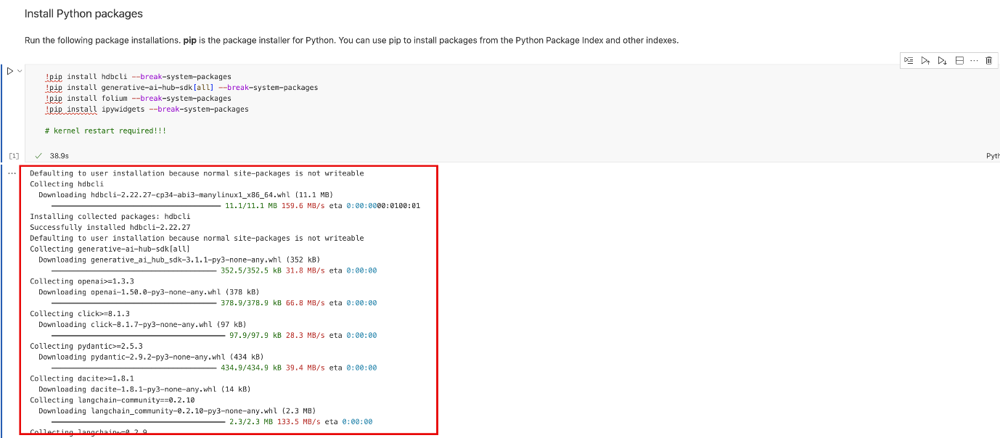 Install Python packages
Run the following package installations. pip is the package installer for Python. You can use pip to install packages from the Python Package Index and other indexes.
!pip install hdbcli --break-system-packages
!pip install generative-ai-hub-sdk[all] --break-system-packages
!pip install folium --break-system-packages
!pip install ipywidgets --break-system-packages
# kernel restart required!!!
[1] ✓ 38.9s
Pyth
Defaulting to user installation because normal site-packages is not writeable
Collecting hdbcli
Downloading hdbcli-2.22.27-cp34-abi3-manylinux1_x86_64.whl (11.1 MB)
11.1/11.1 MB 159.6 MB/s eta 0:00:0000:0100:01
Installing collected packages: hdbcli
Successfully installed hdbcli-2.22.27
Defaulting to user installation because normal site-packages is not writeable
Collecting generative-ai-hub-sdk[all]
Downloading generative_ai_hub_sdk-3.1.1-py3-none-any.whl (352 kB)
352.5/352.5 kB 31.8 MB/s eta 0:00:00
Collecting openai>=1.3.3
Downloading openai-1.50.0-py3-none-any.whl (378 kB)
378.9/378.9 kB 66.8 MB/s eta 0:00:00
Collecting click>=8.1.3
Downloading click-8.1.7-py3-none-any.whl (97 kB)
97.9/97.9 kB 28.3 MB/s eta 0:00:00
Collecting pydantic>=2.5.3
Downloading pydantic-2.9.2-py3-none-any.whl (434 kB)
434.9/434.9 kB 39.4 MB/s eta 0:00:00
Collecting dacite>=1.8.1
Downloading dacite-1.8.1-py3-none-any.whl (14 kB)
Collecting langchain-community==0.2.10
Downloading langchain_community-0.2.10-py3-none-any.whl (2.3 MB)
2.3/2.3 MB 133.5 MB/s eta 0:00:00
Collecting langchain~=0.2.9